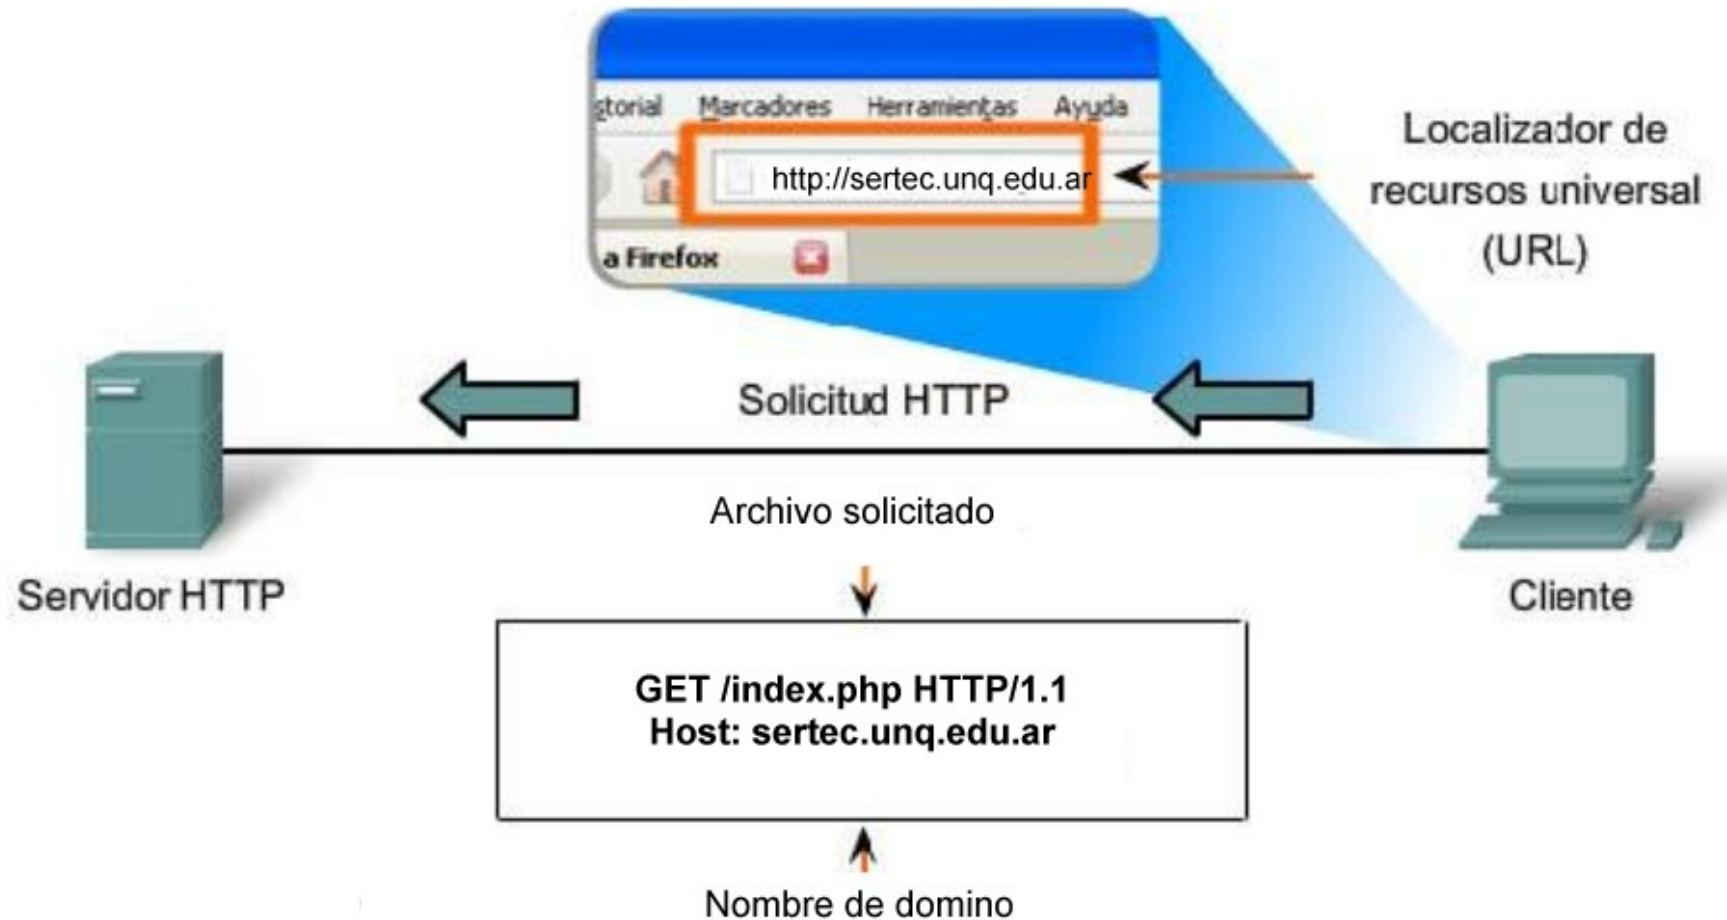 storial Marcadores Herramientas Ayuda
http://sertec.unq.edu.ar
a Firefox
Localizador de
recursos universal
(URL)
Solicitud HTTP
Archivo solicitado
Servidor HTTP
Cliente
GET /index.php HTTP/1.1
Host: sertec.unq.edu.ar
Nombre de domino